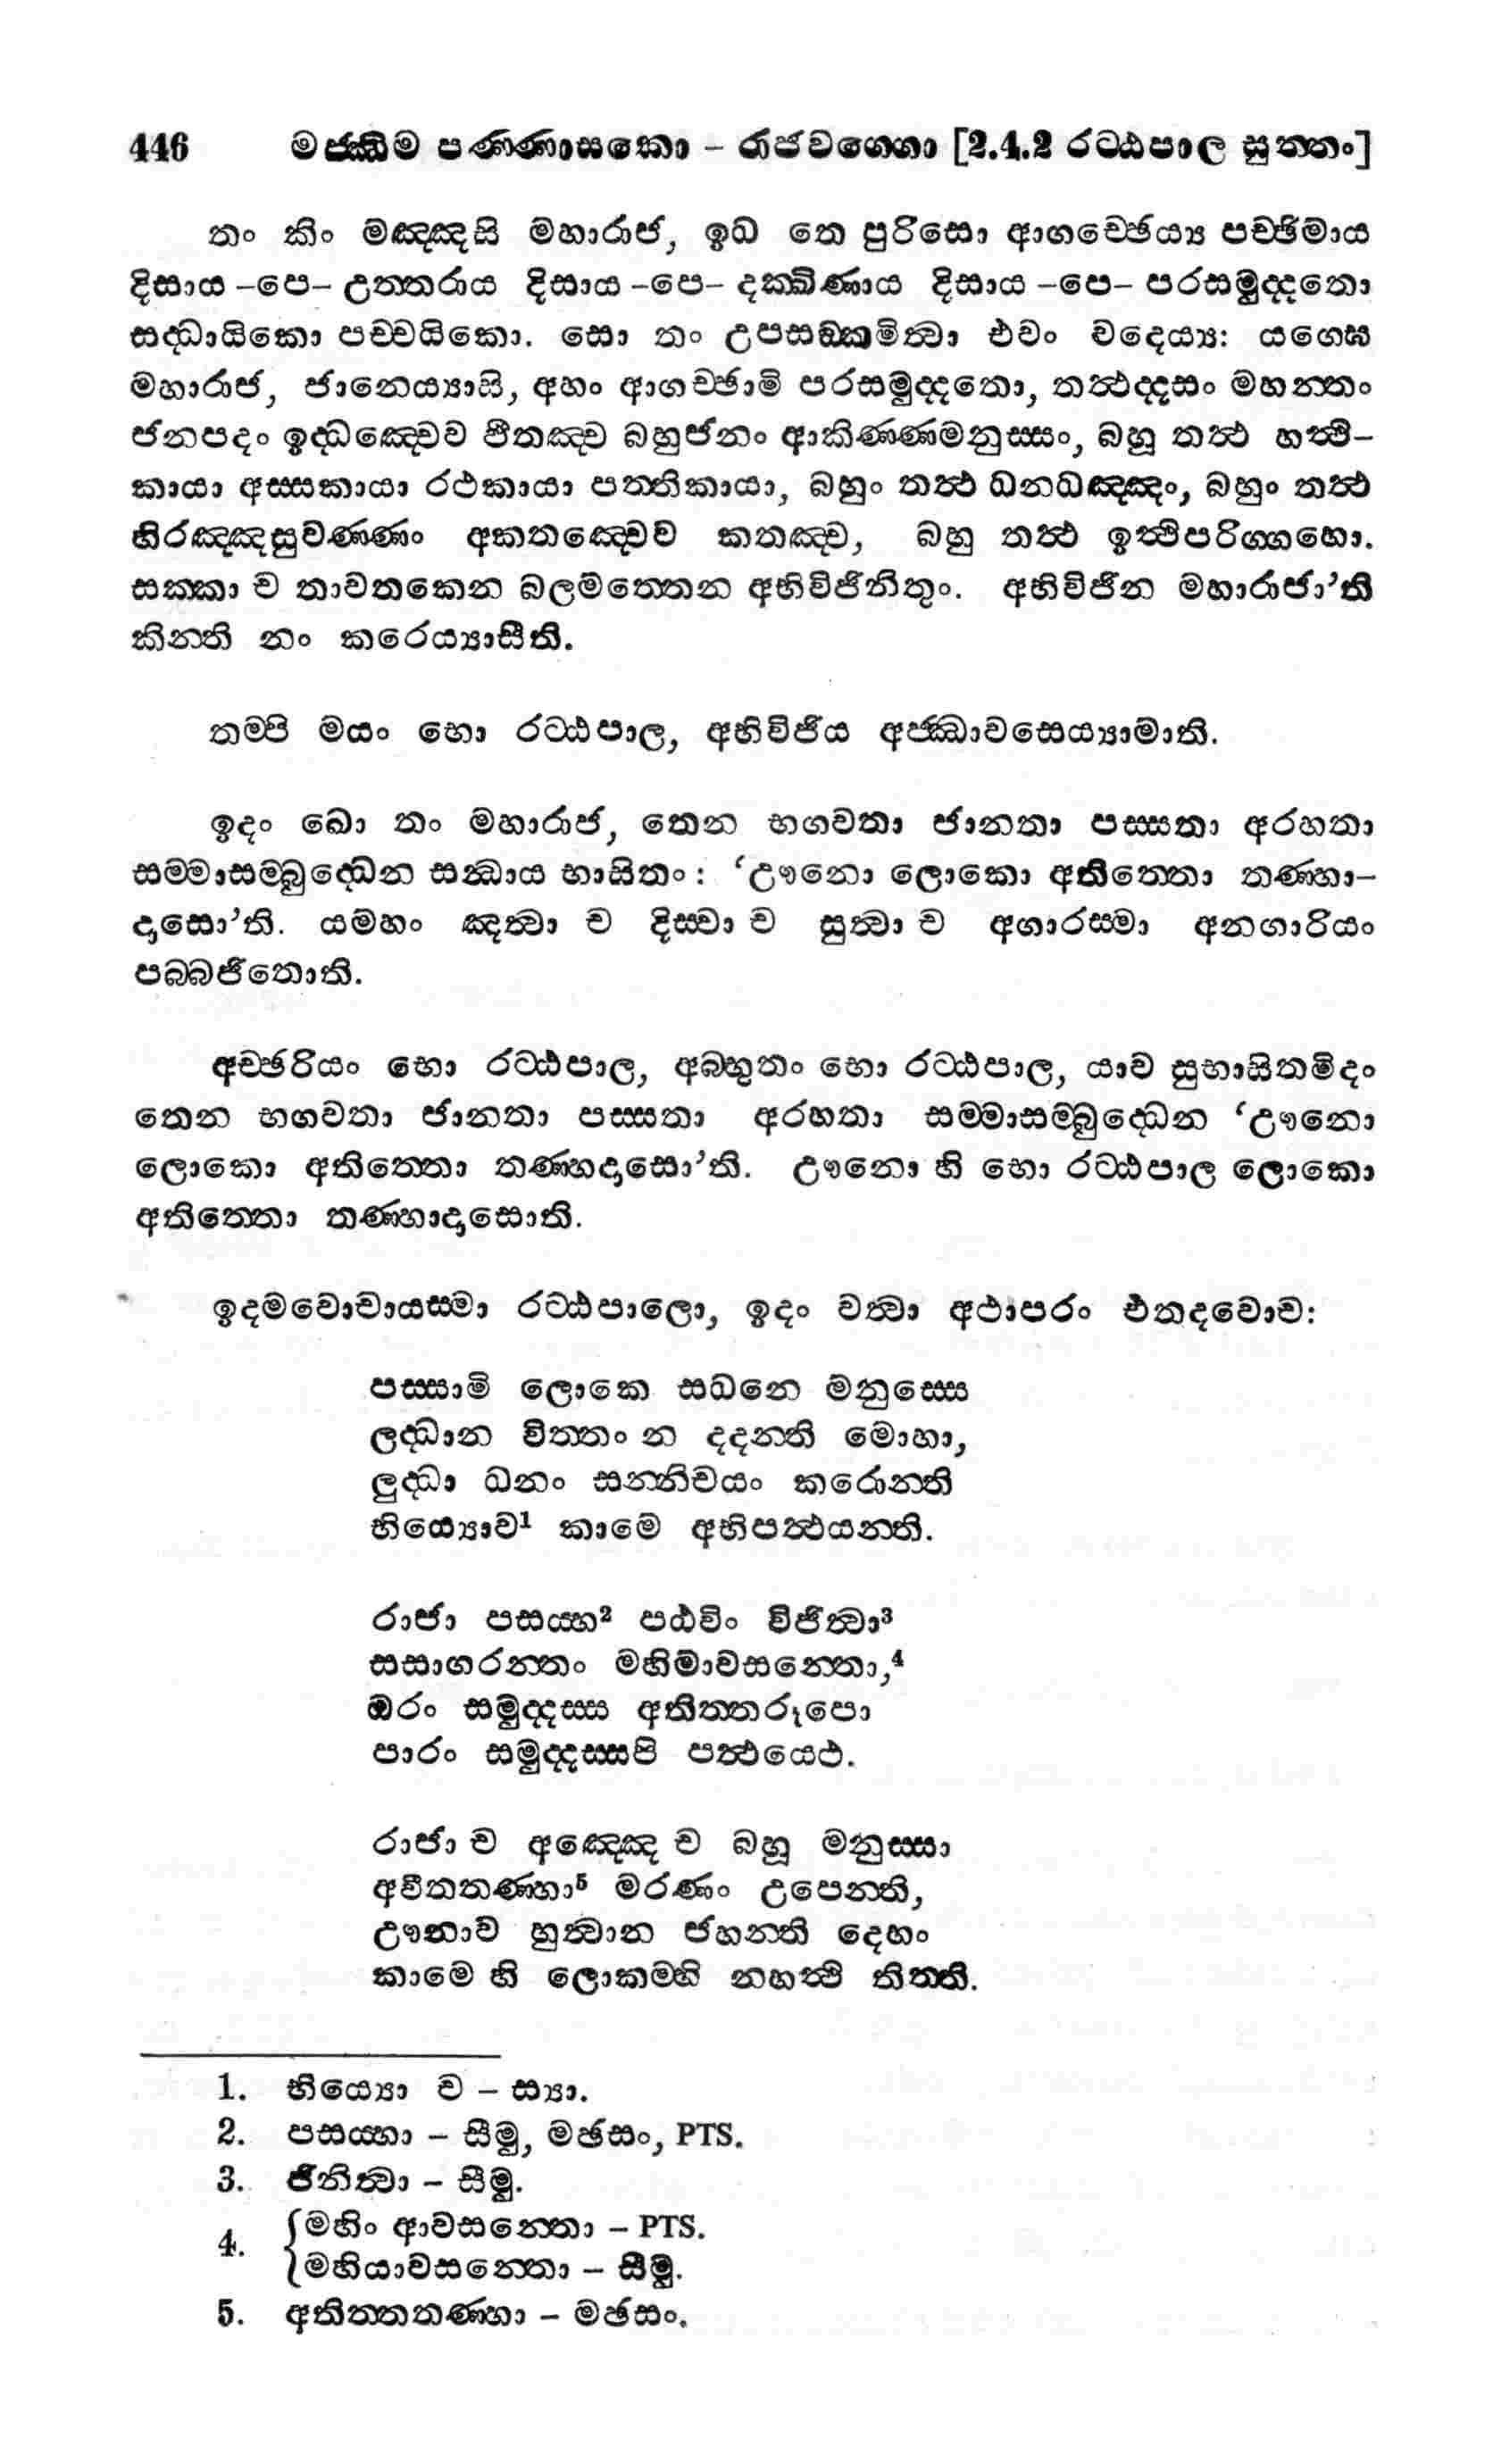 446 මජ්ඣිම පණ්ණාසකො – රාජවග්ගො [2.4.2 රට්ඨපාල සුත්තං]
තං කිං මඤ්ඤසි මහාරාජ, ඉධ තෙ පුරිසො ආගච්ඡෙය්‍ය පච්ඡිමාය
දිසාය –පෙ– උත්තරාය දිසාය –පෙ– දක්ඛිණාය දිසාය –පෙ– පරසමුද්දතො
සද්ධායිකො පච්චයිකො. සො තං උපසඞ්කමිත්‍වා එවං වදෙය්‍ය: යග්ඝෙ
මහාරාජ, ජානෙය්‍යාසි, අහං ආගච්ඡාමි පරසමුද්දතො, තත්‍ථද්දසං මහන්තං
ජනපදං ඉද්ධඤ්චෙව ඵීතඤ්ච බහුජනං ආකිණ්ණමනුස්සං, බහූ තත්‍ථ හත්‍ථි–
කායා අස්සකායා රථකායා පත්තිකායා, බහුං තත්‍ථ ධනධඤ්ඤං, බහුං තත්‍ථ
හිරඤ්ඤසුවණ්ණං අකතඤ්චෙව කතඤ්ච, බහු තත්‍ථ ඉත්‍ථිපරිග්ගහො.
සක්කා ච තාවතකෙන බලමත්තෙන අභිවිජිනිතුං. අභිවිජින මහාරාජා’ති
කින්ති නං කරෙය්‍යාසීති.
තම්පි මයං භො රට්ඨපාල, අභිවිජිය අජ්ඣාවසෙය්‍යාමාති.
ඉදං ඛො තං මහාරාජ, තෙන භගවතා ජානතා පස්සතා අරහතා
සම්මාසම්බුද්ධෙන සන්ධාය භාසිතං: ‘ඌනො ලොකො අතිත්තො තණ්හා–
දාසො’ති. යමහං ඤත්‍වා ච දිස්වා ච සුත්‍වා ච අගාරස්මා අනගාරියං
පබ්බජිතොති.
අච්ඡරියං භො රට්ඨපාල, අබ්භුතං භො රට්ඨපාල, යාව සුභාසිතමිදං
තෙන භගවතා ජානතා පස්සතා අරහතා සම්මාසම්බුද්ධෙන ‘ඌනො
ලොකො අතිත්තො තණ්හදාසො’ති. ඌනො හි භො රට්ඨපාල ලොකො
අතිත්තො තණ්හාදාසොති.
ඉදමවොචායස්මා රට්ඨපාලො, ඉදං වත්‍වා අථාපරං එතදවොච:
පස්සාමි ලොකෙ සධනෙ මනුස්සෙ
ලද්ධාන විත්තං න දදන්ති මොහා,
ලුද්ධා ධනං සන්නිචයං කරොන්ති
භිය්‍යොව¹ කාමෙ අභිපත්‍ථයන්ති.
රාජා පසය්හ² පඨවිං විජිත්‍වා³
සසාගරන්තං මහිමාවසන්තො,⁴
ඔරං සමුද්දස්ස අතිත්තරූපො
පාරං සමුද්දස්සපි පත්‍ථයෙථ.
රාජා ච අඤ්ඤෙ ච බහූ මනුස්සා
අවීතතණ්හා⁵ මරණං උපෙන්ති,
ඌනාව හුත්‍වාන ජහන්ති දෙහං
කාමෙ හි ලොකම්හි නහත්‍ථි තිත්ති.
1. භිය්‍යො ච – ස්‍යා.
2. පසය්හා – සීමු, මඡසං, PTS.
3. ජිනිත්‍වා – සීමු.
4. {මහිං ආවසන්තො – PTS.
{මහියාවසන්තො – සීමු.
5. අතිත්තතණ්හා – මඡසං.